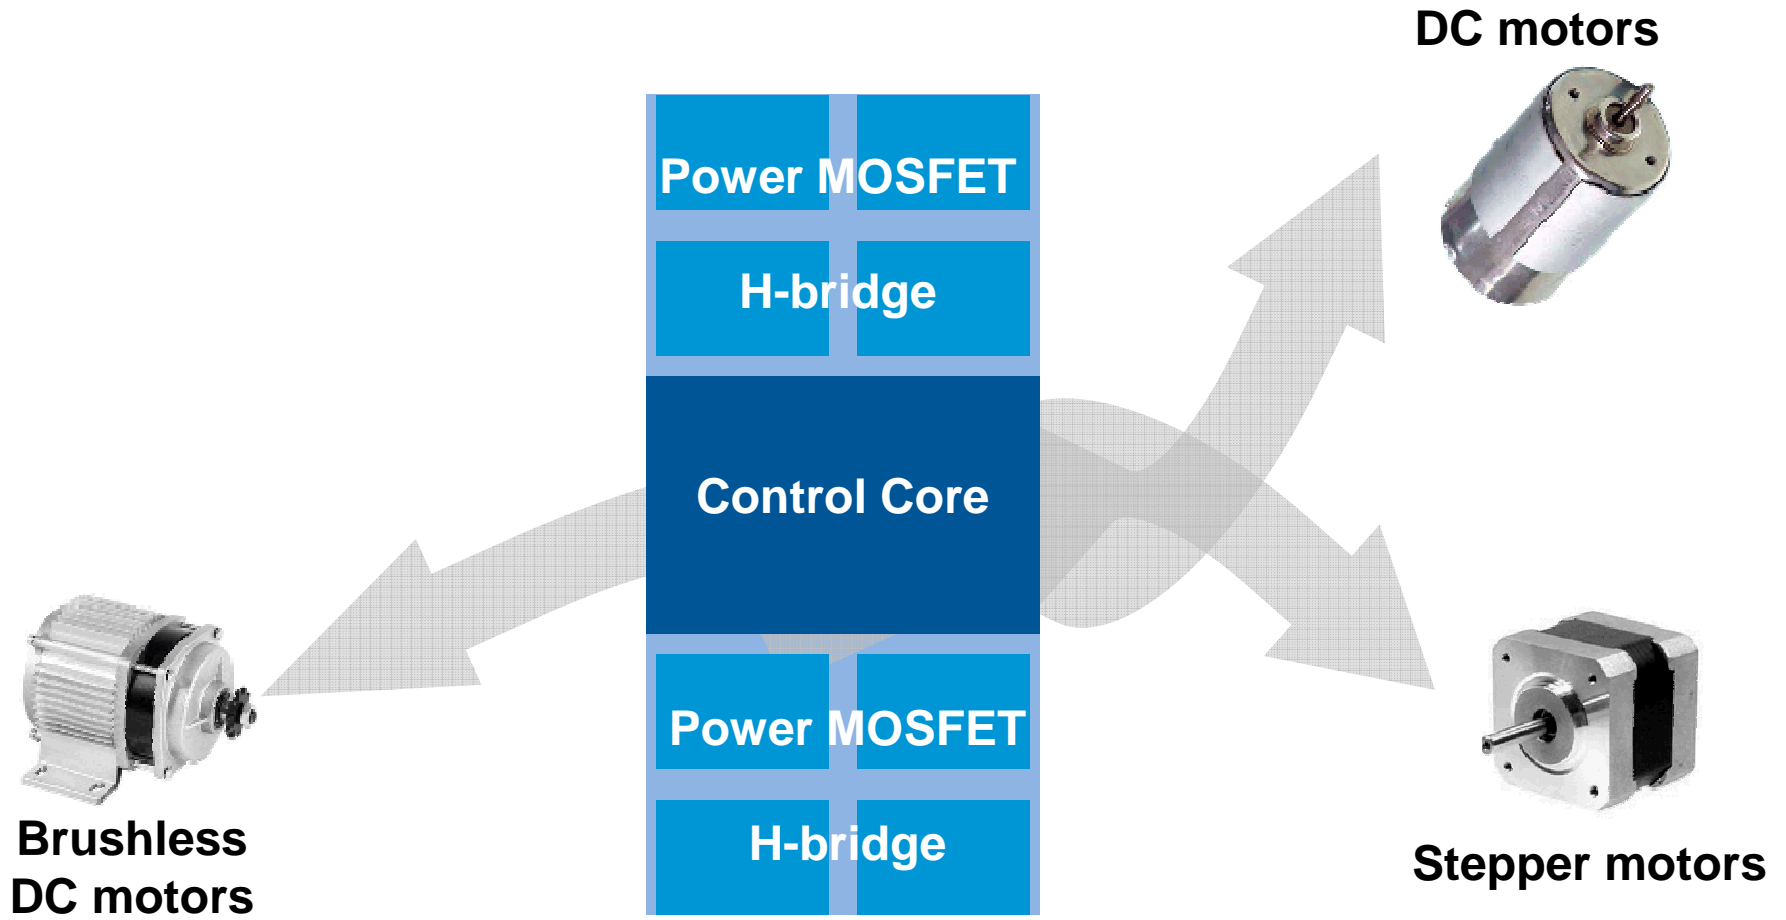 DC motors
Power MOSFET
H-bridge
Control Core
Power MOSFET
H-bridge
Brushless
DC motors
Stepper motors